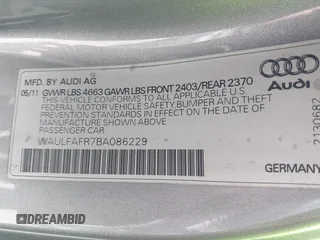 MFD. BY AUDI AG
05/11 GVWR LBS 4663 GAWR LBS FRONT 2403/REAR 2370
THIS VEHICLE CONFORMS TO ALL APPLICABLE
FEDERAL MOTOR VEHICLE SAFETY, BUMPER AND THEFT
PREVENTION STANDARDS IN EFFECT ON THE DATE OF
MANUFACTURE SHOWN ABOVE.
PASSENGER CAR
WAULFAFR7BA086229
Audi
2130682
GERMANY
AUTOBIDMASTER